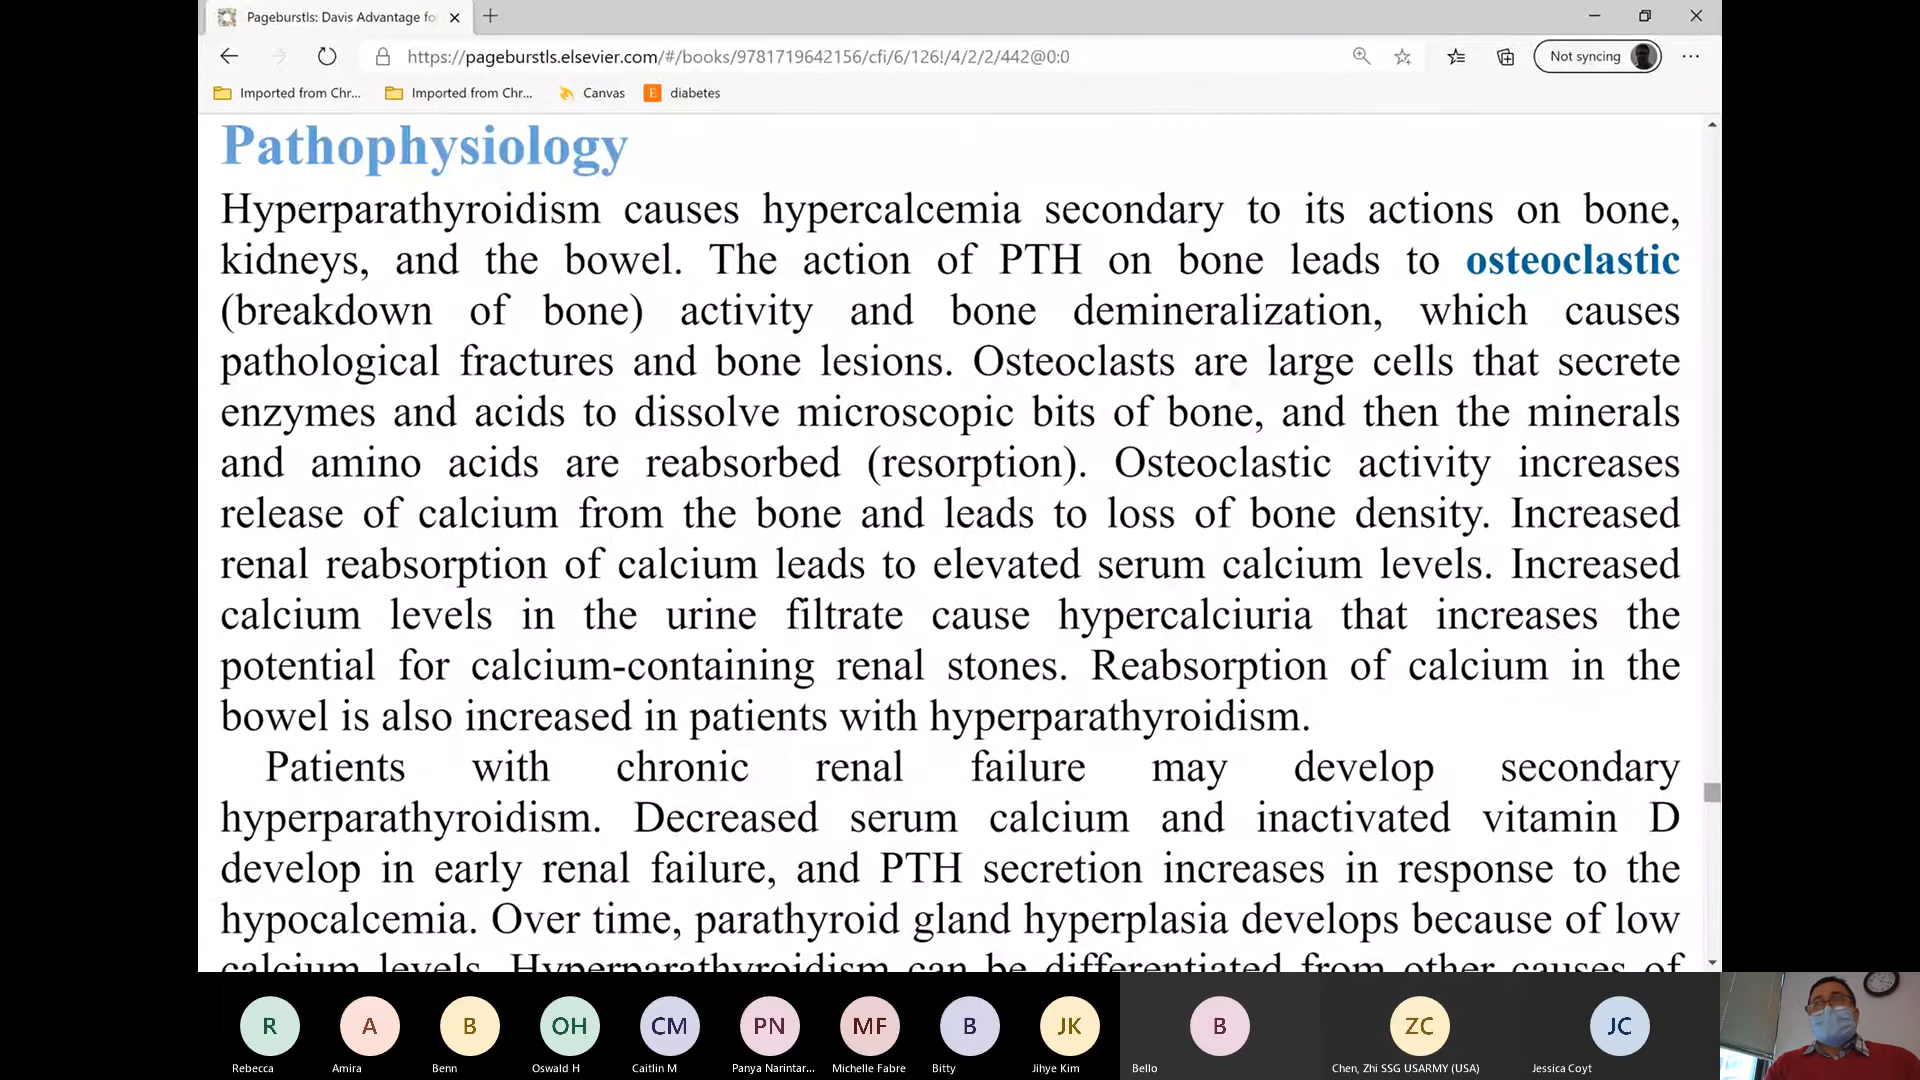 Pageburstls: Davis Advantage fo
https://pageburstls.elsevier.com/#/books/9781719642156/cfi/6/126!/4/2/2/442@0:0
Not syncing
Imported from Chr...
Imported from Chr...
Canvas
E diabetes
Pathophysiology
Hyperparathyroidism causes hypercalcemia secondary to its actions on bone,
kidneys, and the bowel. The action of PTH on bone leads to osteoclastic
(breakdown of bone) activity and bone demineralization, which causes
pathological fractures and bone lesions. Osteoclasts are large cells that secrete
enzymes and acids to dissolve microscopic bits of bone, and then the minerals
and amino acids are reabsorbed (resorption). Osteoclastic activity increases
release of calcium from the bone and leads to loss of bone density. Increased
renal reabsorption of calcium leads to elevated serum calcium levels. Increased
calcium levels in the urine filtrate cause hypercalciuria that increases the
potential for calcium-containing renal stones. Reabsorption of calcium in the
bowel is also increased in patients with hyperparathyroidism.
Patients with chronic renal failure may develop secondary
hyperparathyroidism. Decreased serum calcium and inactivated vitamin D
develop in early renal failure, and PTH secretion increases in response to the
hypocalcemia. Over time, parathyroid gland hyperplasia develops because of low
calcium levels. Hyperparathyroidism can be differentiated from other causes of
R A B OH CM PN MF B JK B ZC JC
Rebecca Amira Benn Oswald H Caitlin M Panya Narintar... Michelle Fabre Bitty Jihye Kim Bello Chen, Zhi SSG USARMY (USA) Jessica Coyt